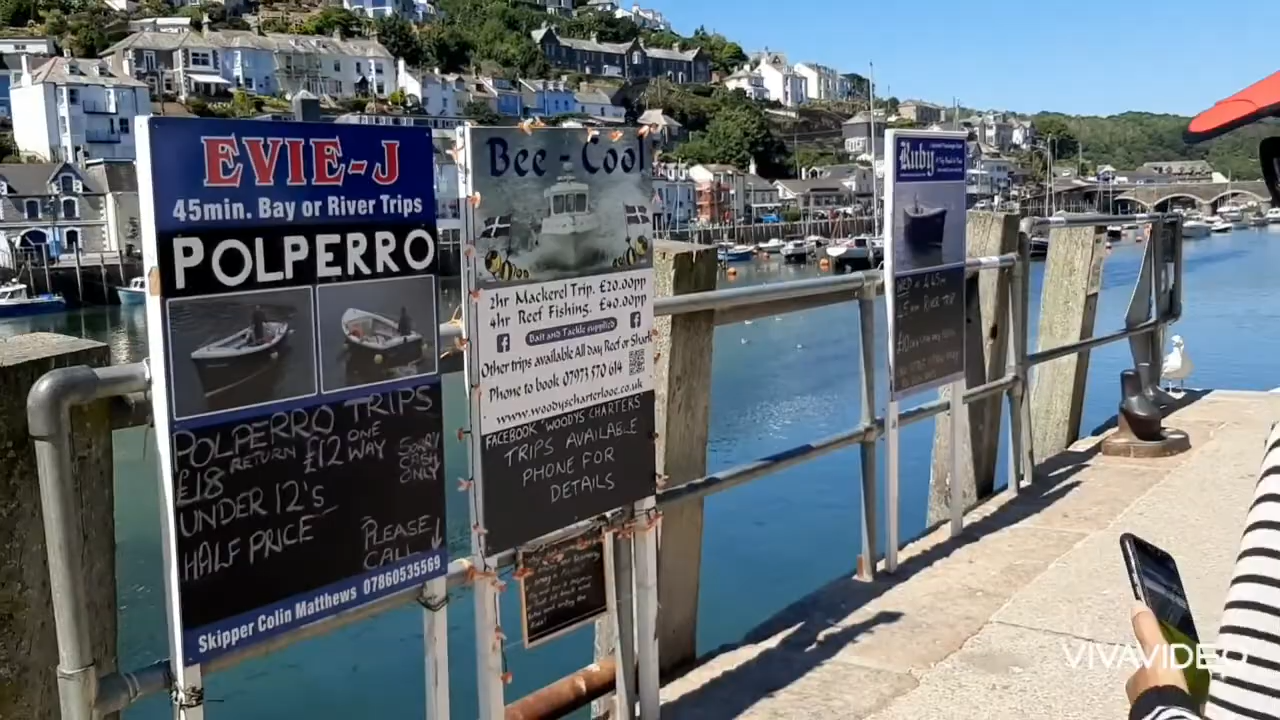 EVIE-J
45min. Bay or River Trips
POLPERRO
POLPERRO TRIPS
£18 RETURN £12 ONE WAY
SORRY CASH ONLY
UNDER 12's
HALF PRICE
PLEASE CALL ↓
Skipper Colin Matthews 07860535569
Bee - Cool
2hr Mackerel Trip. £20.00pp
4hr Reef Fishing. £40.00pp
Bait and Tackle supplied
Other trips available All day Reef or Shark
Phone to book 07973 570 614
www.woodyscharterlooe.co.uk
FACEBOOK "WOODYS CHARTERS"
TRIPS AVAILABLE
PHONE FOR
DETAILS
Ruby
VIVAVIDEO